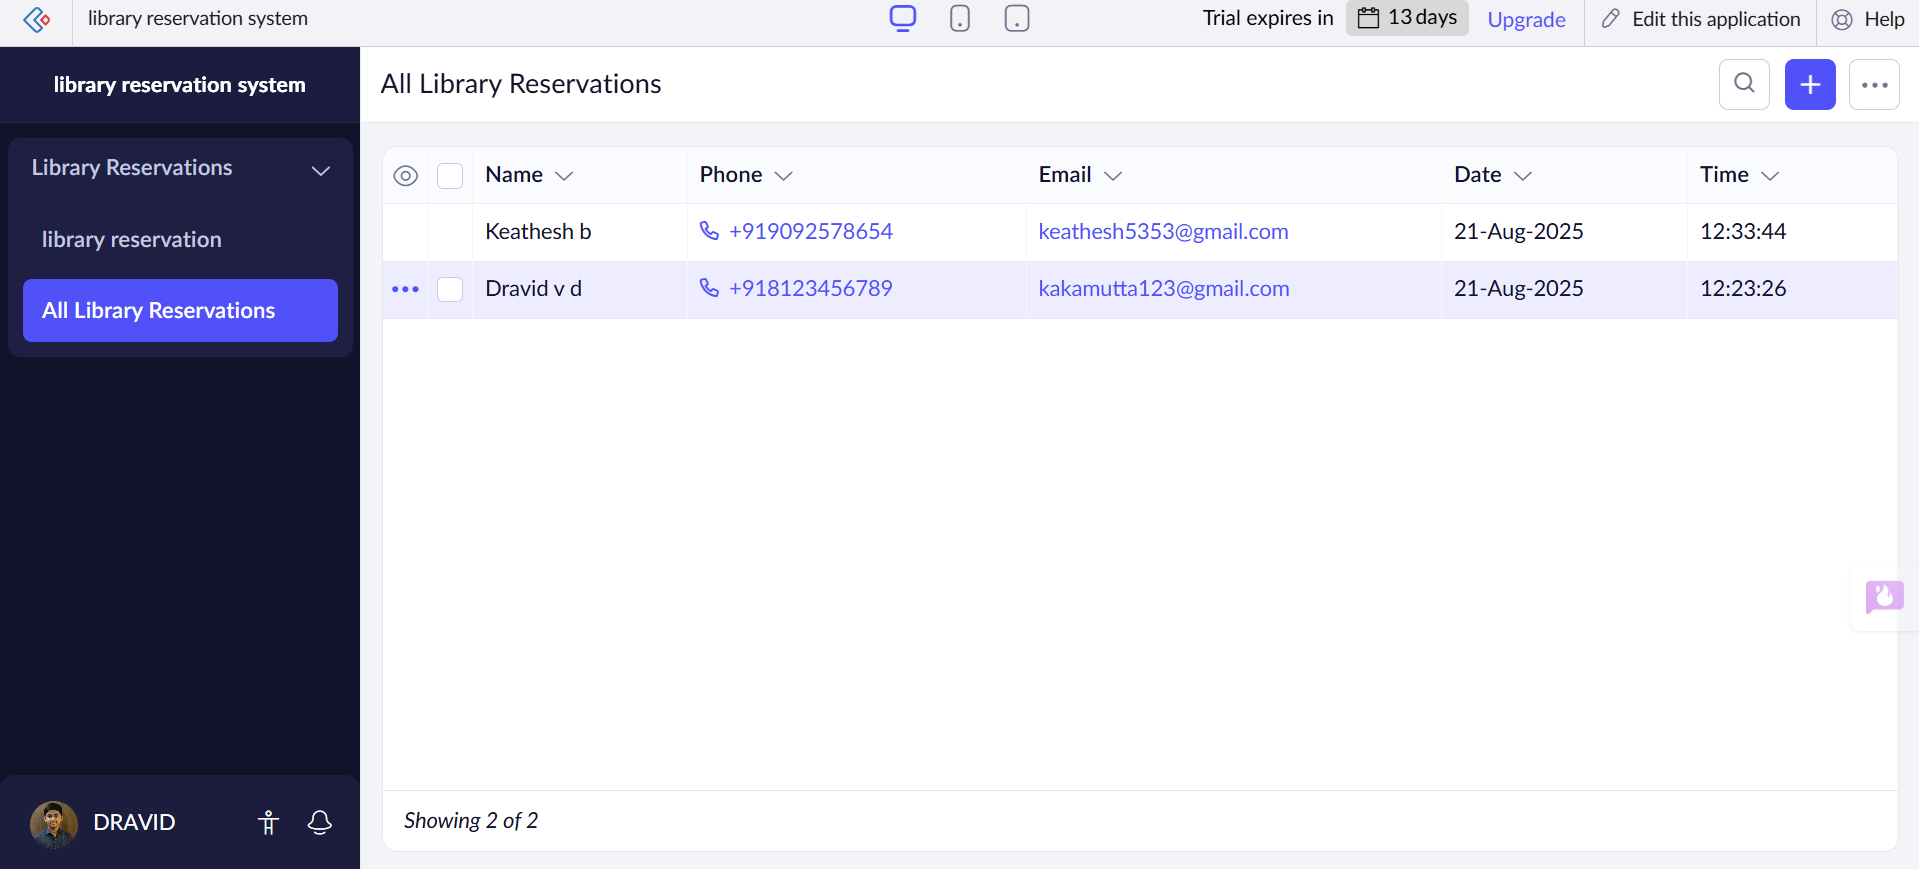 library reservation system
Trial expires in 13 days Upgrade Edit this application Help
library reservation system
Library Reservations
library reservation
All Library Reservations
DRAVID
All Library Reservations
Name Phone Email Date Time
Keathesh b +919092578654 keathesh5353@gmail.com 21-Aug-2025 12:33:44
Dravid v d +918123456789 kakamutta123@gmail.com 21-Aug-2025 12:23:26
Showing 2 of 2